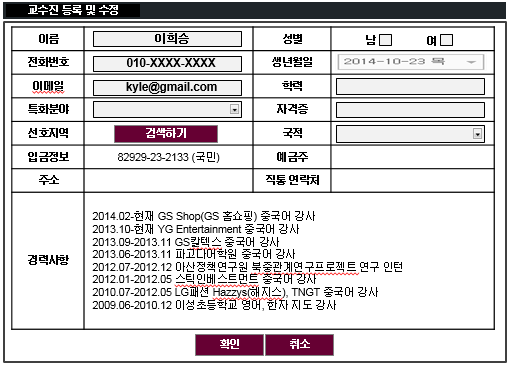 교수진 등록 및 수정
이름 이희승 성별 남 여
전화번호 010-XXXX-XXXX 생년월일 2014-10-23 목
이메일 kyle@gmail.com 학력
특화분야 자격증
선호지역 검색하기 국적
입금정보 82929-23-2133 (국민) 예금주
주소 직통 연락처
경력사항
2014.02-현재 GS Shop(GS 홈쇼핑) 중국어 강사
2013.10-현재 YG Entertainment 중국어 강사
2013.09-2013.11 GS칼텍스 중국어 강사
2013.06-2013.11 파고다어학원 중국어 강사
2012.07-2012.12 아산정책연구원 북중관계연구프로젝트 연구 인턴
2012.01-2012.05 스틱인베스트먼트 중국어 강사
2010.07-2012.05 LG패션 Hazzys(해지스), TNGT 중국어 강사
2009.06-2010.12 이성초등학교 영어, 한자 지도 강사
확인 취소